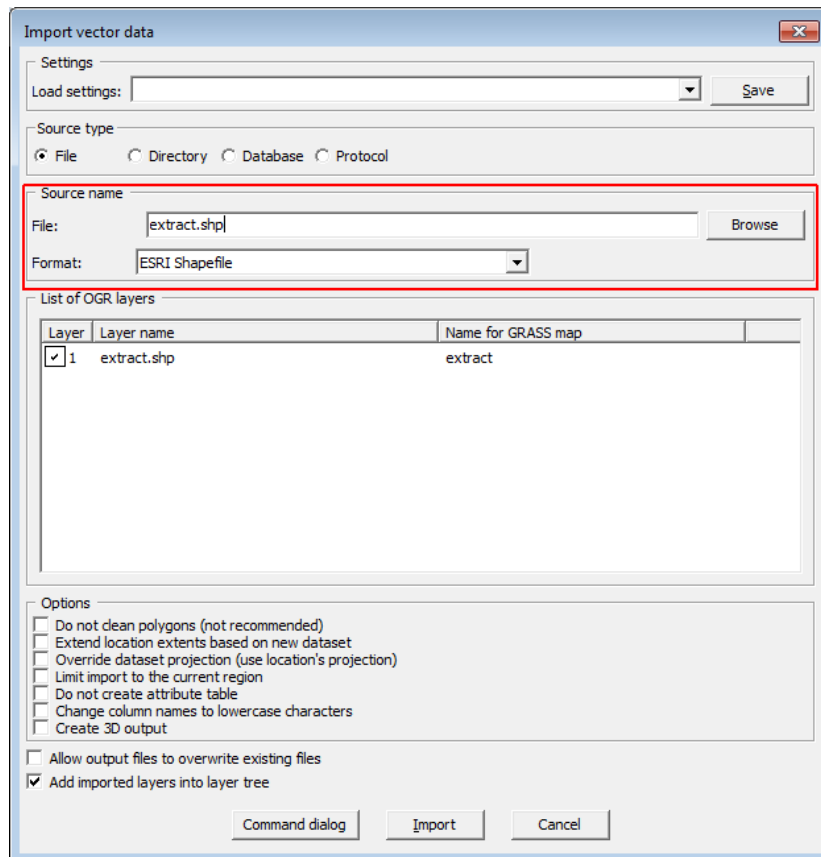 Import vector data
Settings
Load settings: Save
Source type
File Directory Database Protocol
Source name
File: extract.shp Browse
Format: ESRI Shapefile
List of OGR layers
Layer Layer name Name for GRASS map
1 extract.shp extract
Options
Do not clean polygons (not recommended)
Extend location extents based on new dataset
Override dataset projection (use location's projection)
Limit import to the current region
Do not create attribute table
Change column names to lowercase characters
Create 3D output
Allow output files to overwrite existing files
Add imported layers into layer tree
Command dialog Import Cancel